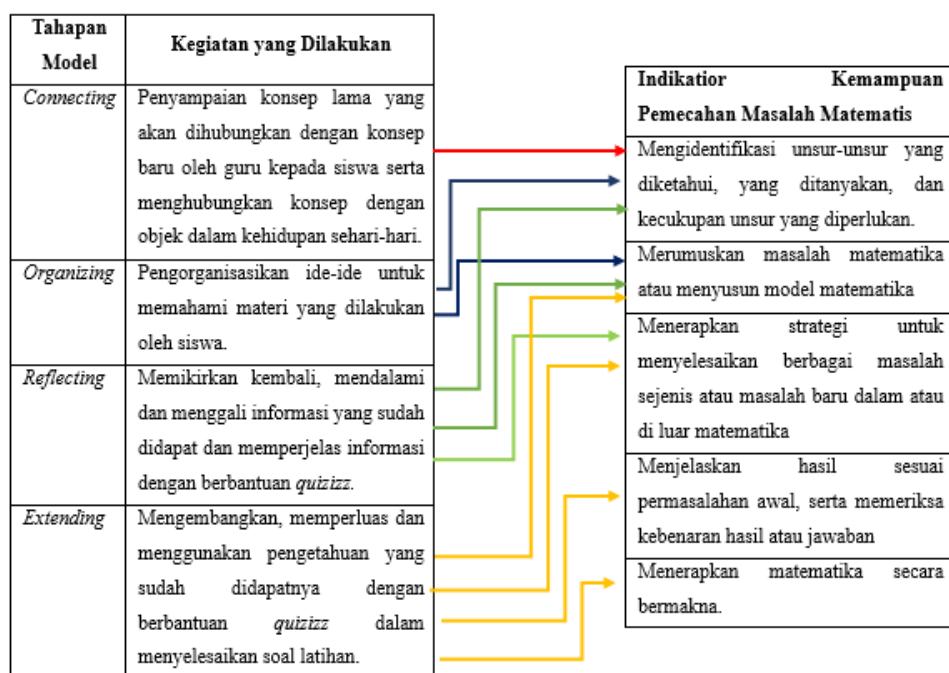 Tahapan
Model
Kegiatan yang Dilakukan
Connecting
Penyampaian konsep lama yang
akan dihubungkan dengan konsep
baru oleh guru kepada siswa serta
menghubungkan konsep dengan
objek dalam kehidupan sehari-hari.
Organizing
Pengorganisasikan ide-ide untuk
memahami materi yang dilakukan
oleh siswa.
Reflecting
Memikirkan kembali, mendalami
dan menggali informasi yang sudah
didapat dan memperjelas informasi
dengan berbantuan quizizz.
Extending
Mengembangkan, memperluas dan
menggunakan pengetahuan yang
sudah didapatnya dengan
berbantuan quizizz dalam
menyelesaikan soal latihan.
Indikatior Kemampuan
Pemecahan Masalah Matematis
Mengidentifikasi unsur-unsur yang
diketahui, yang ditanyakan, dan
kecukupan unsur yang diperlukan.
Merumuskan masalah matematika
atau menyusun model matematika
Menerapkan strategi untuk
menyelesaikan berbagai masalah
sejenis atau masalah baru dalam atau
di luar matematika
Menjelaskan hasil sesuai
permasalahan awal, serta memeriksa
kebenaran hasil atau jawaban
Menerapkan matematika secara
bermakna.